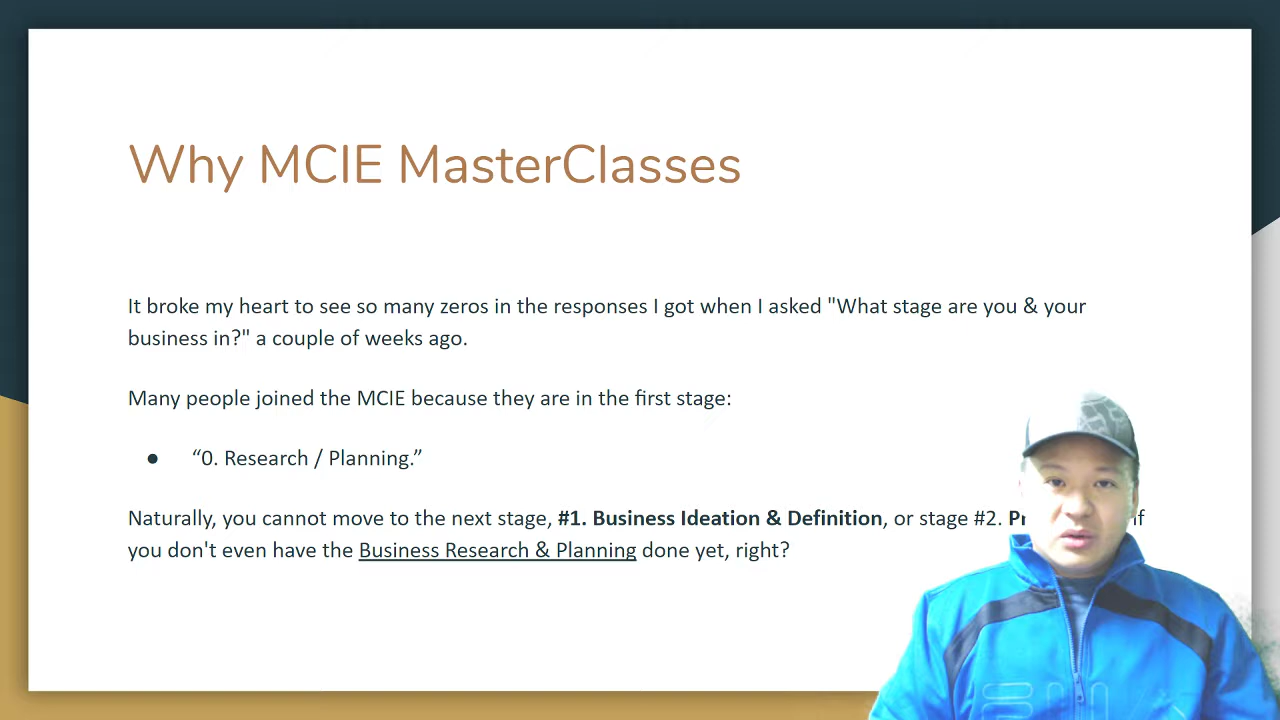 Why MCIE MasterClasses
It broke my heart to see so many zeros in the responses I got when I asked "What stage are you & your
business in?" a couple of weeks ago.
Many people joined the MCIE because they are in the first stage:
● “0. Research / Planning.”
Naturally, you cannot move to the next stage, #1. Business Ideation & Definition, or stage #2. if
you don't even have the Business Research & Planning done yet, right?